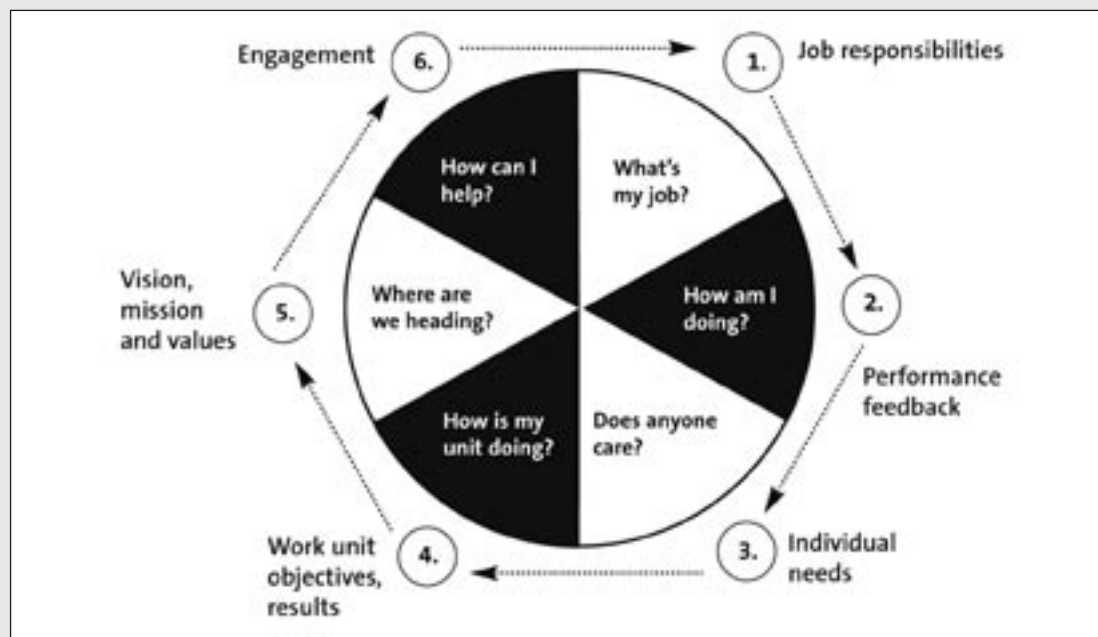 Engagement
6.
1.
Job responsibilities
How can I
help?
What's
my job?
Vision,
mission
and values
5.
Where are
we heading?
How am I
doing?
2.
Performance
feedback
How is my
unit doing?
Does anyone
care?
Work unit
objectives,
results
4.
3.
Individual
needs